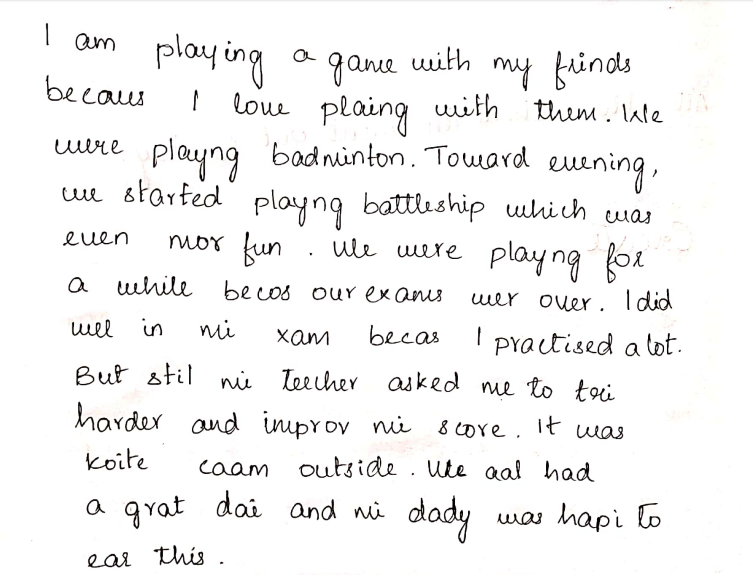 I am playing a game with my frinds
becaus I love plaing with them. We
were playng badminton. Toward evening,
we started playng battleship which was
even mor fun. We were playng for
a while becos our exams wer over. I did
well in mi xam becas I practised a lot.
But stil mi teecher asked me to tri
harder and improv mi score. It was
koite caam outside. We aal had
a grat dai and mi dady was hapi to
ear this.